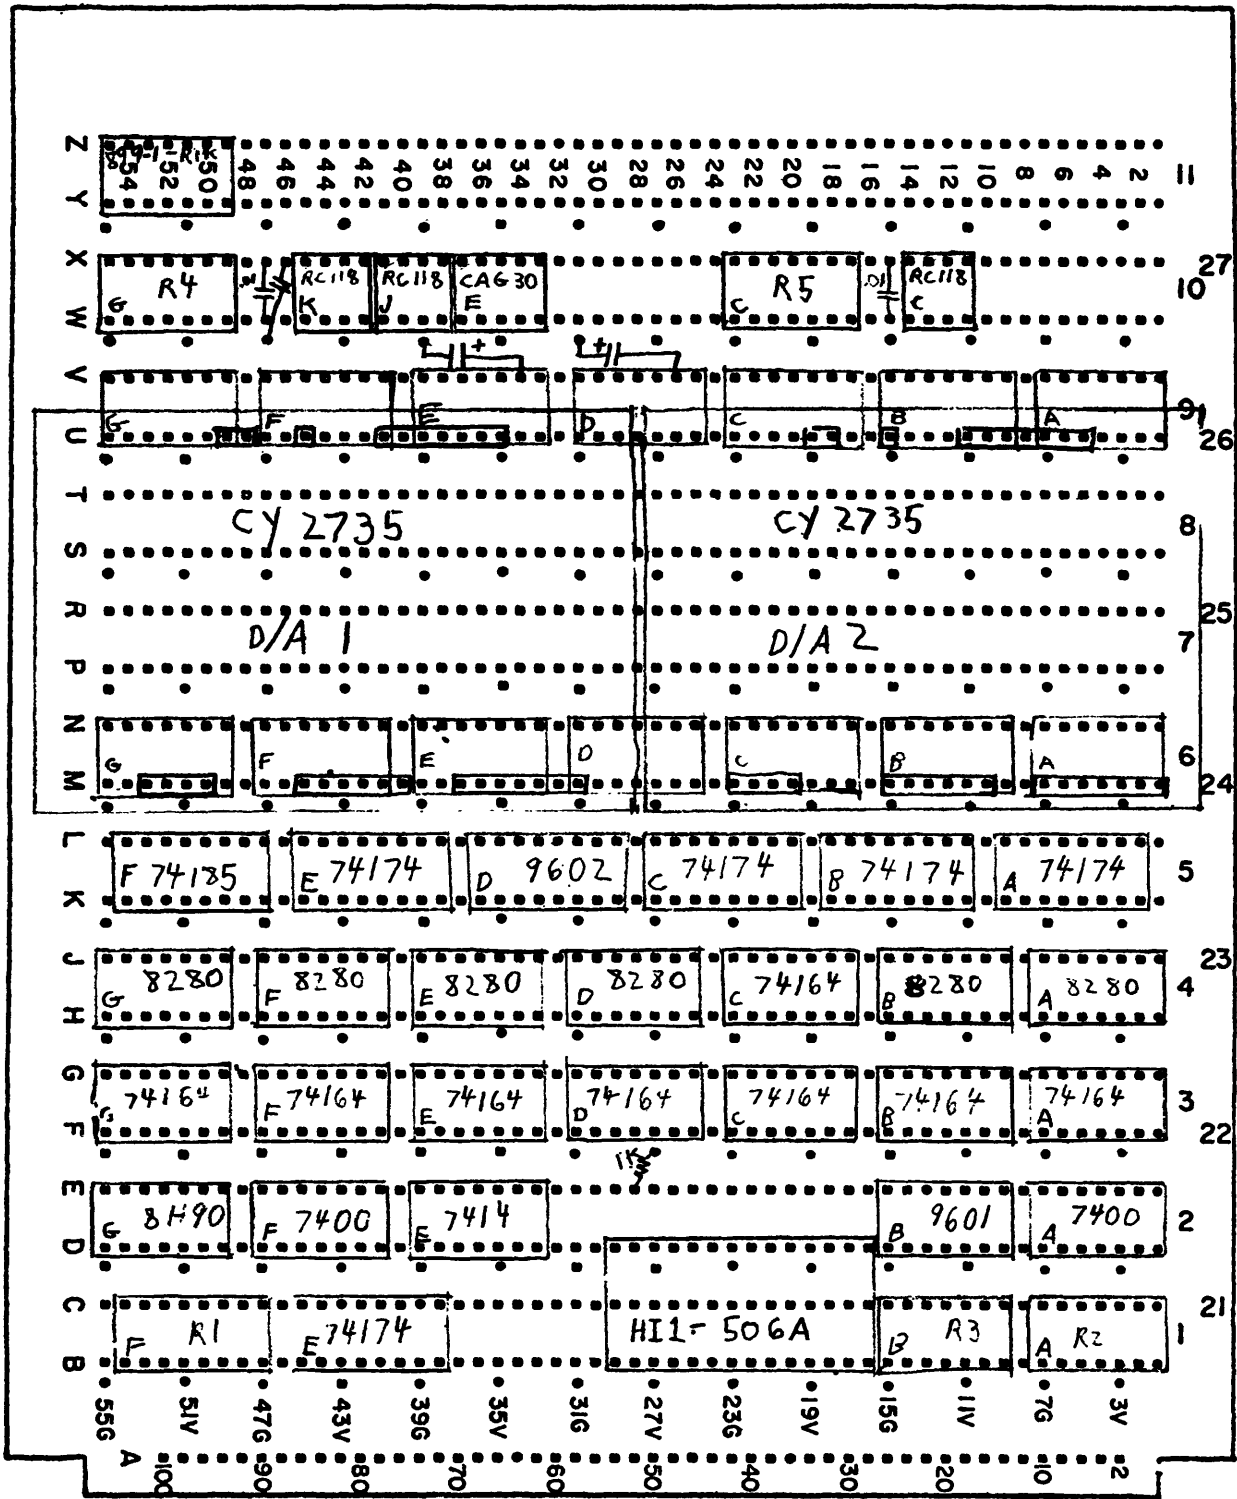 Z 899-1-R1K 54 52 50 48 46 44 42 40 38 36 34 32 30 28 26 24 22 20 18 16 14 12 10 8 6 4 2 11
Y
X R4 RC118 RC118 CAG30 R5 .01 RC118 27
W G K J E C C 10
+ +
V 9
U G F E D C B A 26
T CY 2735 CY 2735 8
S
R D/A 1 D/A 2 25
P 7
N 6
M G F E D C B A 24
L F 74185 E 74174 D 9602 C 74174 B 74174 A 74174 5
K
J 8280 8280 8280 8280 74164 8280 8280 23
H G F E D C B A 4
G 74164 74164 74164 74164 74164 74164 74164 3
F G F E D C B A 22
1K
E 8H90 7400 7414 9601 7400 2
D G F E B A
C R1 74174 HI1-506A R3 R2 21
B F E B A 1
55G 51V 47G 43V 39G 35V 31G 27V 23G 19V 15G 11V 7G 3V
A 100 90 80 70 60 50 40 30 20 10 2